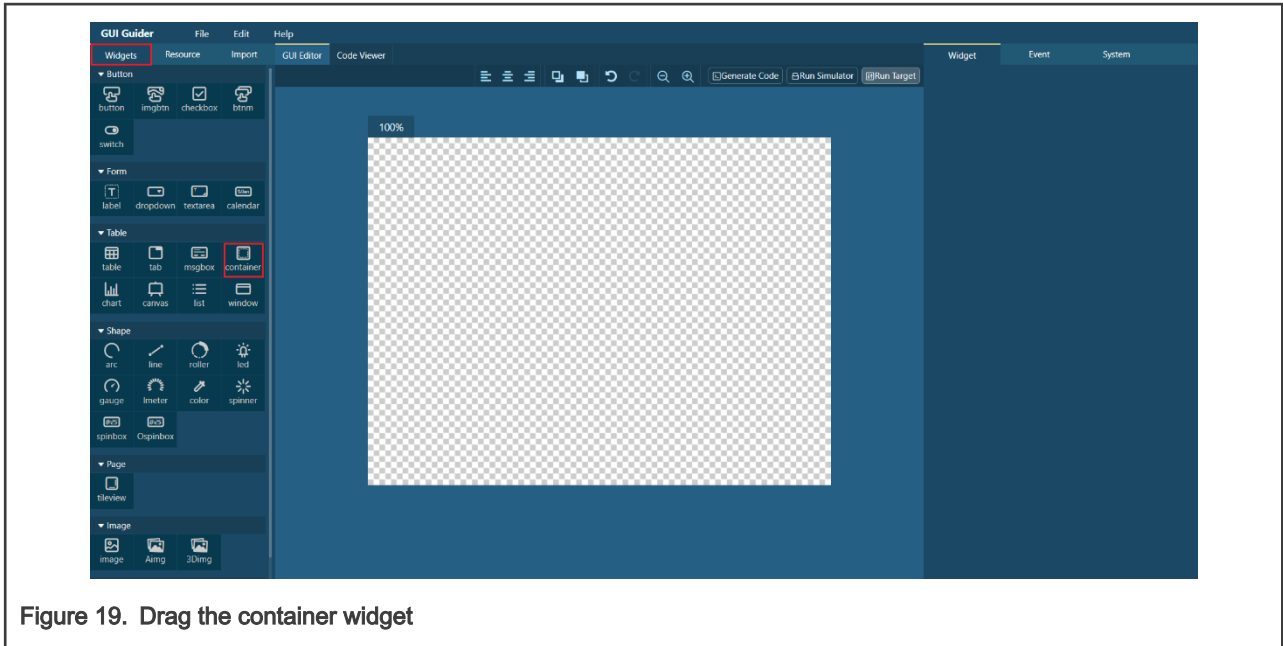 GUI Guider File Edit Help
Widgets Resource Import GUI Editor Code Viewer Widget Event System
Generate Code Run Simulator Run Target
▾ Button
button imgbtn checkbox btnm
switch
100%
▾ Form
T
label dropdown textarea calendar
▾ Table
table tab msgbox container
chart canvas list window
▾ Shape
arc line roller led
gauge lmeter color spinner
spinbox Ospinbox
▾ Page
tileview
▾ Image
image Aimg 3Dimg
Figure 19. Drag the container widget